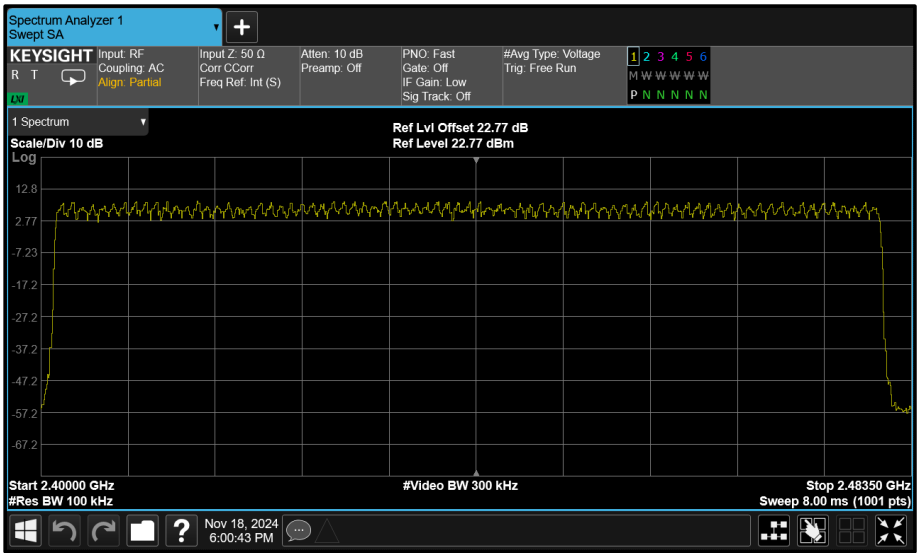 Spectrum Analyzer 1
Swept SA
+
KEYSIGHT
R T
LXI
Input: RF
Coupling: AC
Align: Partial
Input Z: 50 Ω
Corr CCorr
Freq Ref: Int (S)
Atten: 10 dB
Preamp: Off
PNO: Fast
Gate: Off
IF Gain: Low
Sig Track: Off
#Avg Type: Voltage
Trig: Free Run
1 2 3 4 5 6
M W W W W W
P N N N N N
1 Spectrum
Scale/Div 10 dB
Ref Lvl Offset 22.77 dB
Ref Level 22.77 dBm
Log
12.8
2.77
-7.23
-17.2
-27.2
-37.2
-47.2
-57.2
-67.2
Start 2.40000 GHz
#Video BW 300 kHz
Stop 2.48350 GHz
#Res BW 100 kHz
Sweep 8.00 ms (1001 pts)
?
Nov 18, 2024
6:00:43 PM